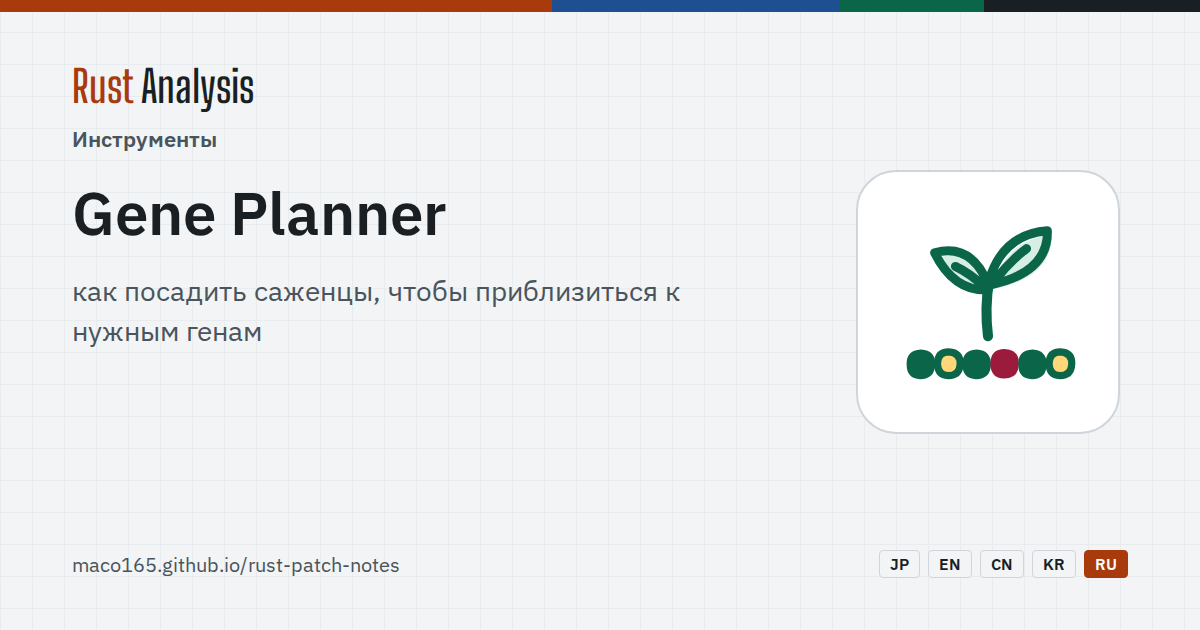 Rust Analysis
Инструменты
Gene Planner
как посадить саженцы, чтобы приблизиться к
нужным генам
maco165.github.io/rust-patch-notes
JP EN CN KR RU